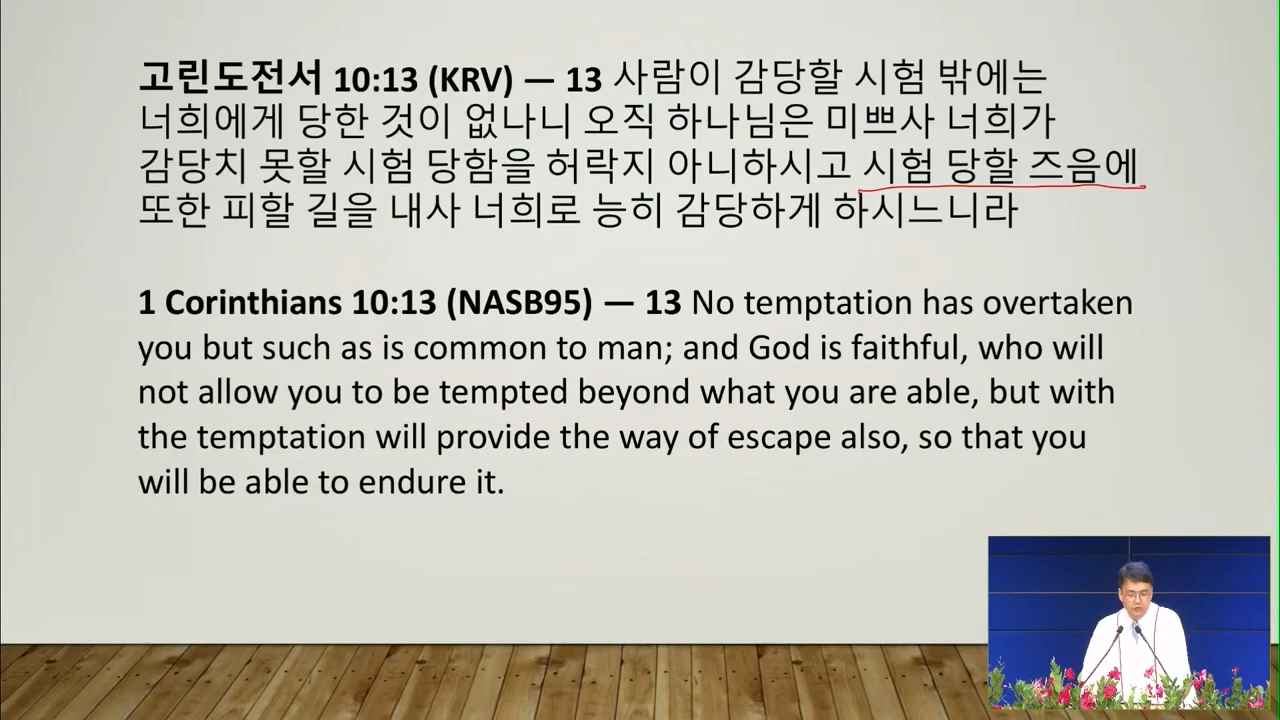 고린도전서 10:13 (KRV) — 13 사람이 감당할 시험 밖에는
너희에게 당한 것이 없나니 오직 하나님은 미쁘사 너희가
감당치 못할 시험 당함을 허락지 아니하시고 시험 당할 즈음에
또한 피할 길을 내사 너희로 능히 감당하게 하시느니라
1 Corinthians 10:13 (NASB95) — 13 No temptation has overtaken
you but such as is common to man; and God is faithful, who will
not allow you to be tempted beyond what you are able, but with
the temptation will provide the way of escape also, so that you
will be able to endure it.